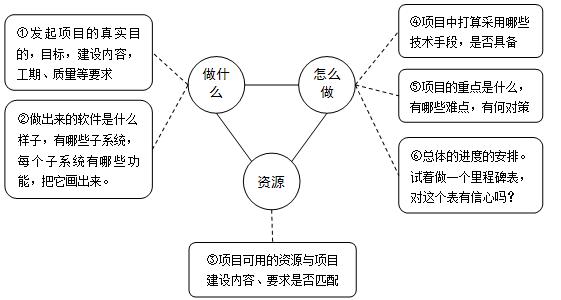 ①发起项目的真实目
的，目标，建设内容，
工期、质量等要求
②做出来的软件是什么
样子，有哪些子系统，
每个子系统有哪些功
能，把它画出来。
做什
么
怎么
做
资源
③项目可用的资源与项目
建设内容、要求是否匹配
④项目中打算采用哪些
技术手段，是否具备
⑤项目的重点是什么，
有哪些难点，有何对策
⑥总体的进度的安排。
试着做一个里程碑表，
对这个表有信心吗？